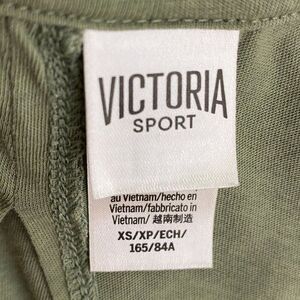 VICTORIA
SPORT
au Vietnam/hecho en
Vietnam/fabbricato in
Vietnam/ 越南制造
XS/XP/ECH/
165/84A